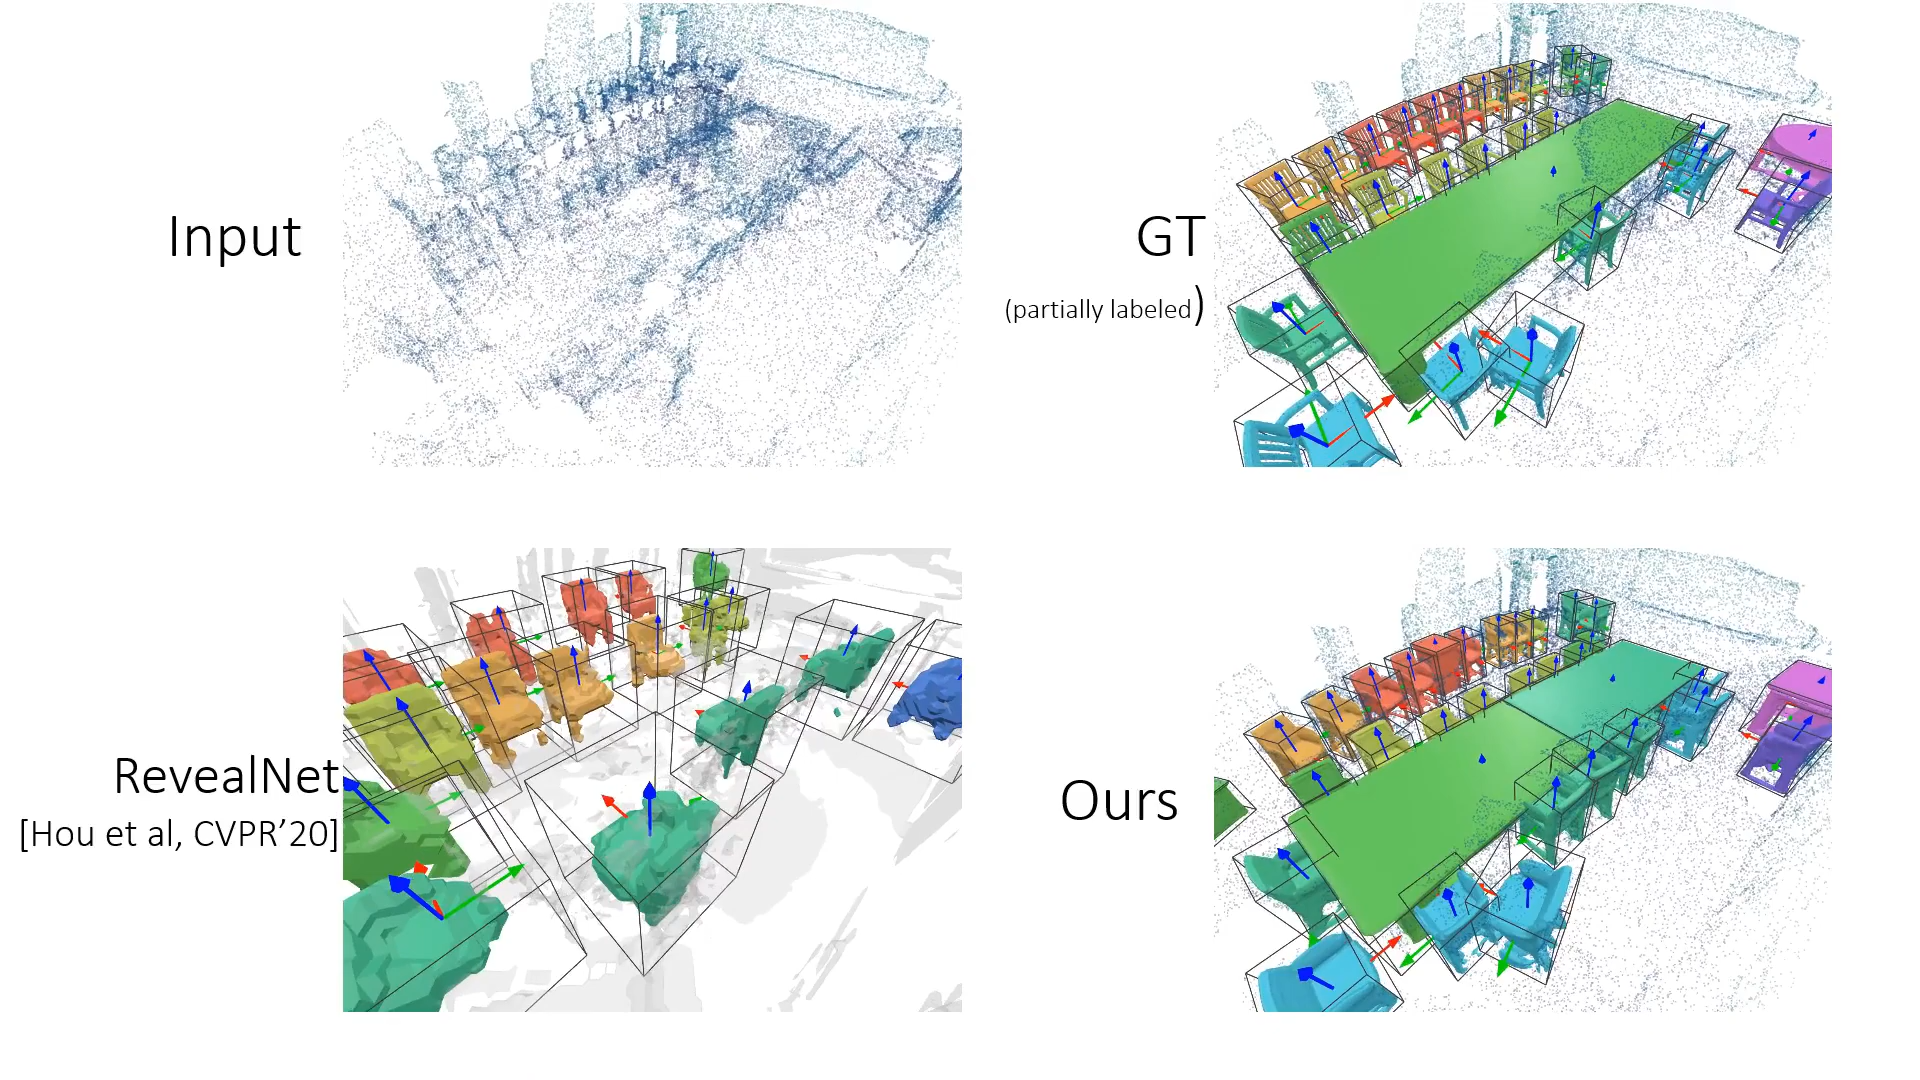 Input
GT
(partially labeled)
RevealNet
[Hou et al, CVPR’20]
Ours